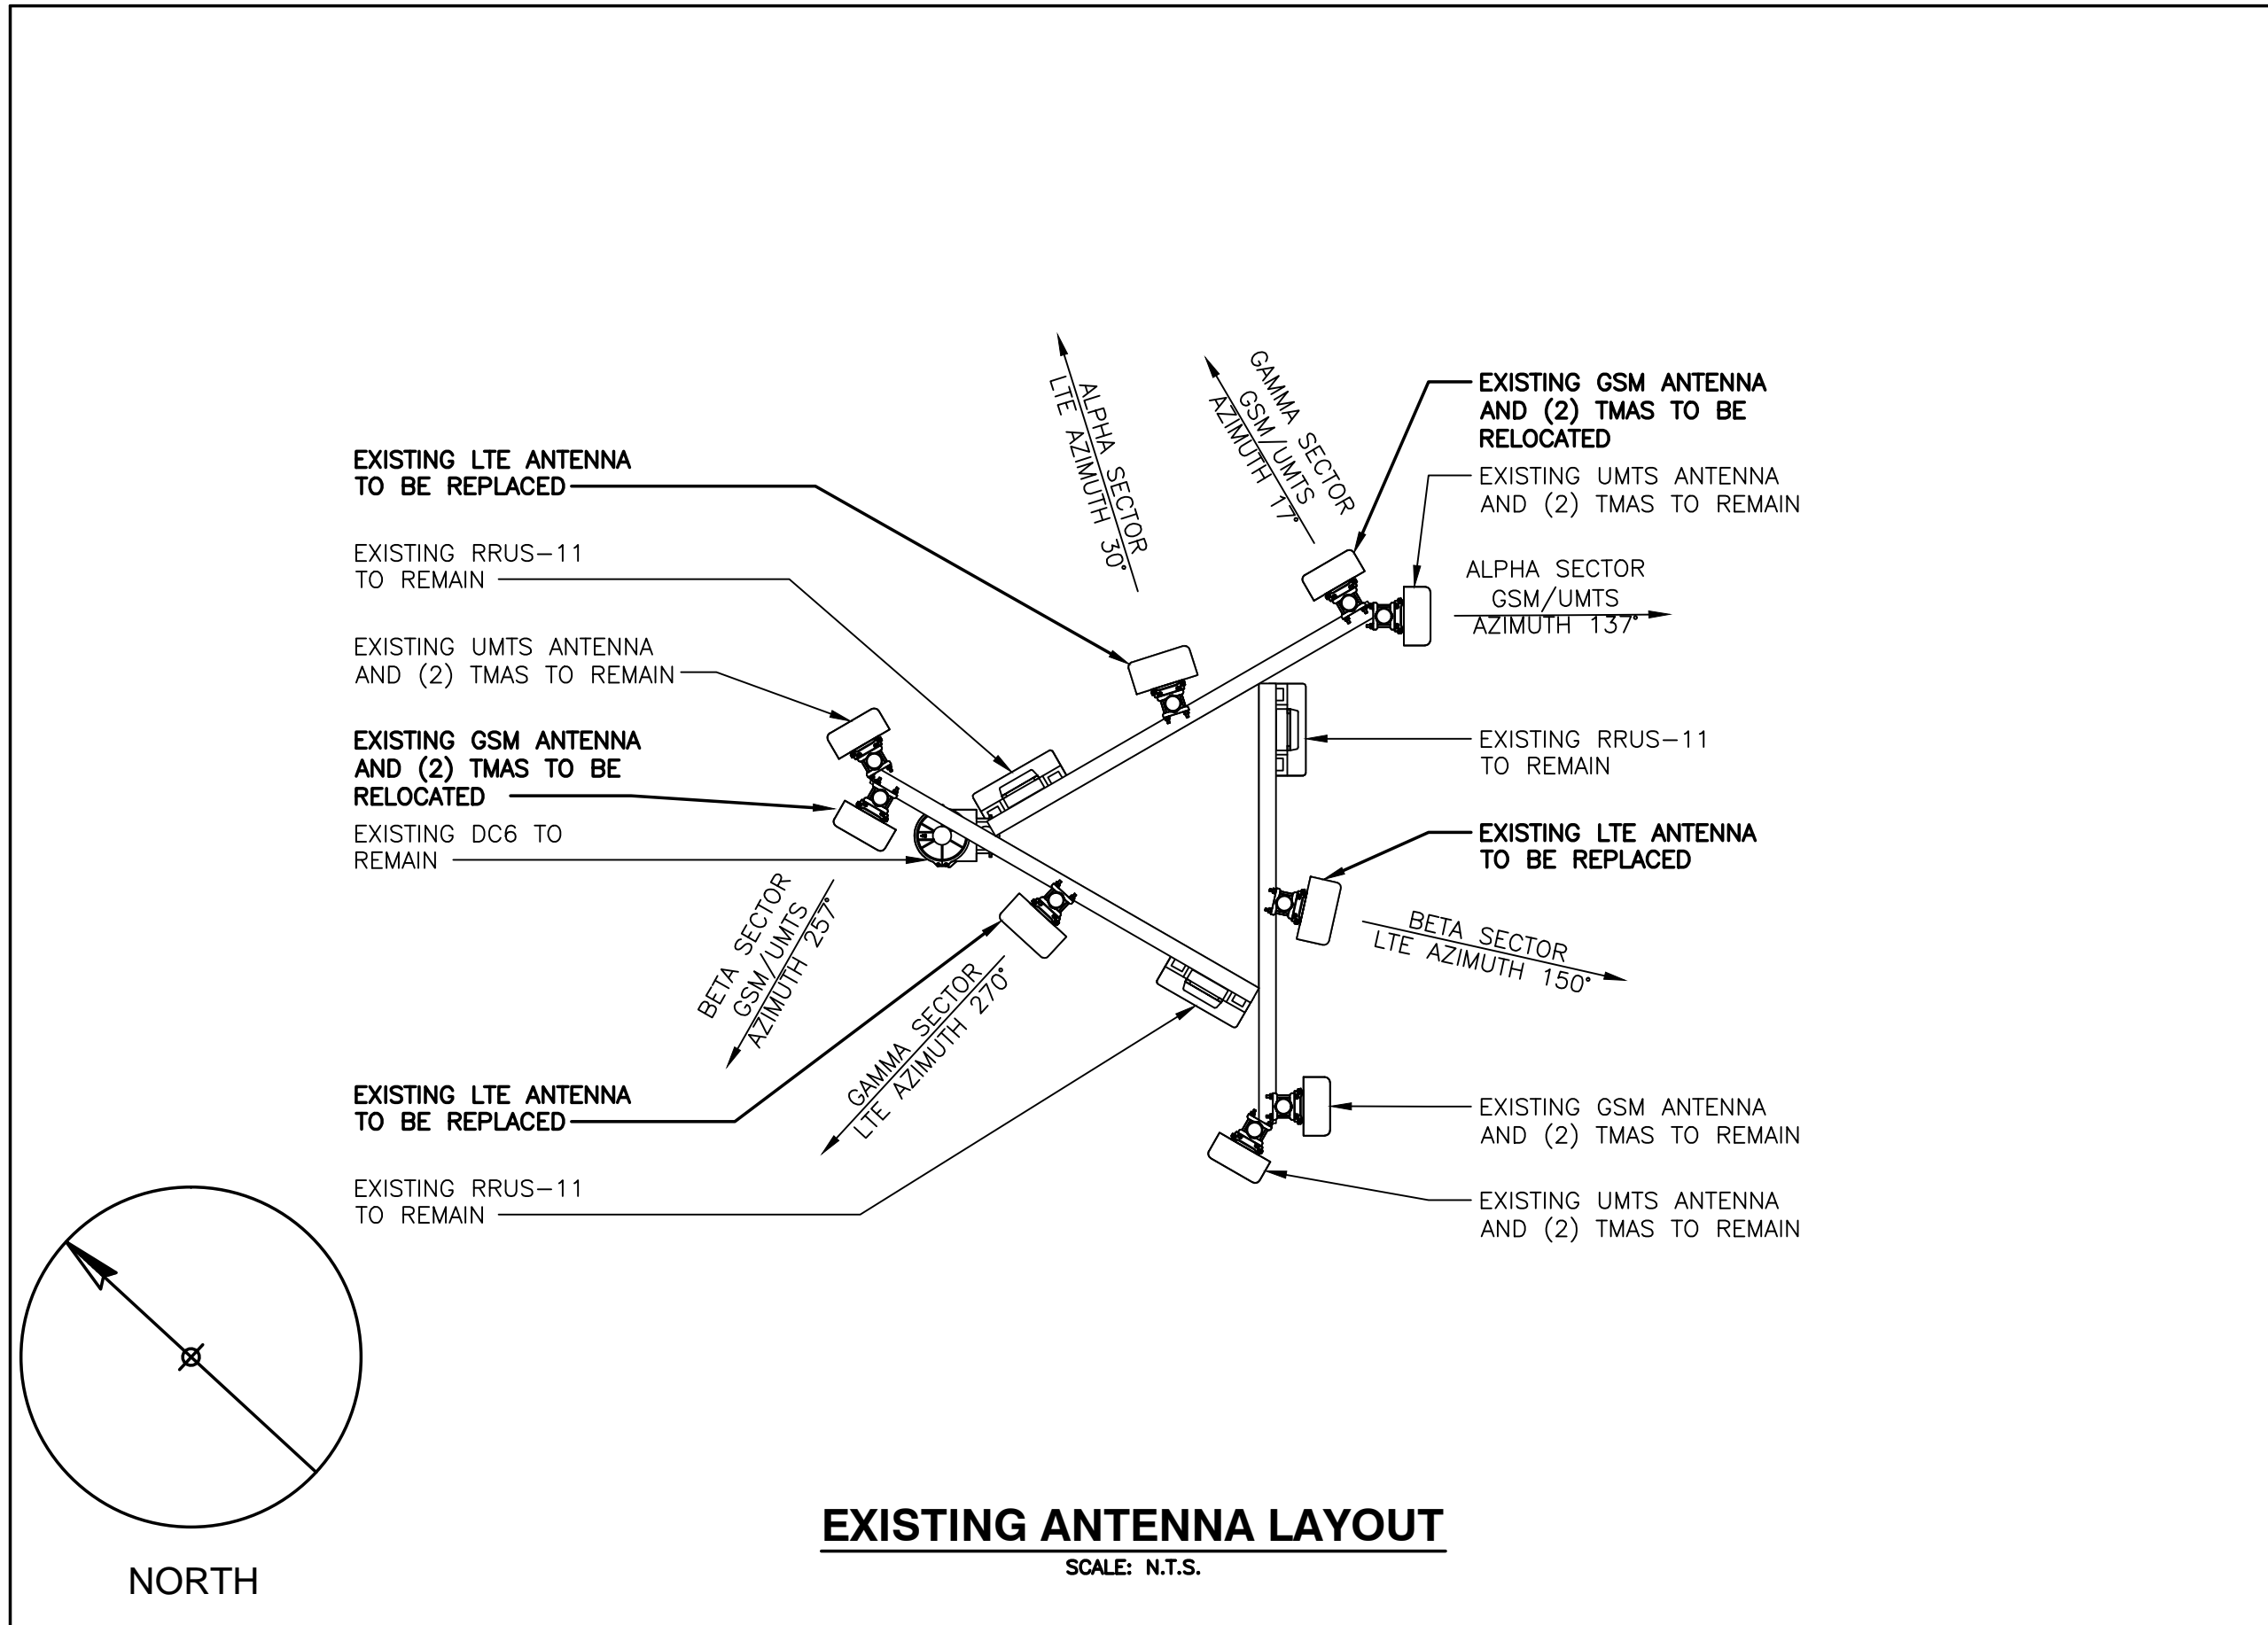 EXISTING LTE ANTENNA
TO BE REPLACED
EXISTING RRUS-11
TO REMAIN
EXISTING UMTS ANTENNA
AND (2) TMAS TO REMAIN
EXISTING GSM ANTENNA
AND (2) TMAS TO BE
RELOCATED
EXISTING DC6 TO
REMAIN
ALPHA SECTOR
LTE AZIMUTH 30°
GAMMA SECTOR
GSM/UMTS
AZIMUTH 17°
EXISTING GSM ANTENNA
AND (2) TMAS TO BE
RELOCATED
EXISTING UMTS ANTENNA
AND (2) TMAS TO REMAIN
ALPHA SECTOR
GSM/UMTS
AZIMUTH 137°
EXISTING RRUS-11
TO REMAIN
EXISTING LTE ANTENNA
TO BE REPLACED
BETA SECTOR
LTE AZIMUTH 150°
BETA SECTOR
GSM/UMTS
AZIMUTH 257°
GAMMA SECTOR
LTE AZIMUTH 270°
EXISTING LTE ANTENNA
TO BE REPLACED
EXISTING RRUS-11
TO REMAIN
EXISTING GSM ANTENNA
AND (2) TMAS TO REMAIN
EXISTING UMTS ANTENNA
AND (2) TMAS TO REMAIN
NORTH
EXISTING ANTENNA LAYOUT
SCALE: N.T.S.